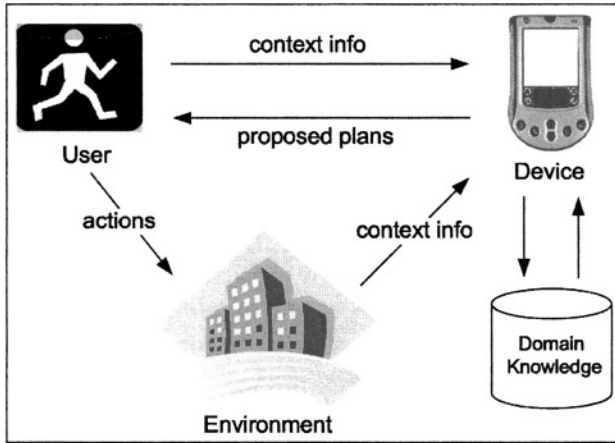 context info
proposed plans
User
Device
actions
context info
Domain
Knowledge
Environment